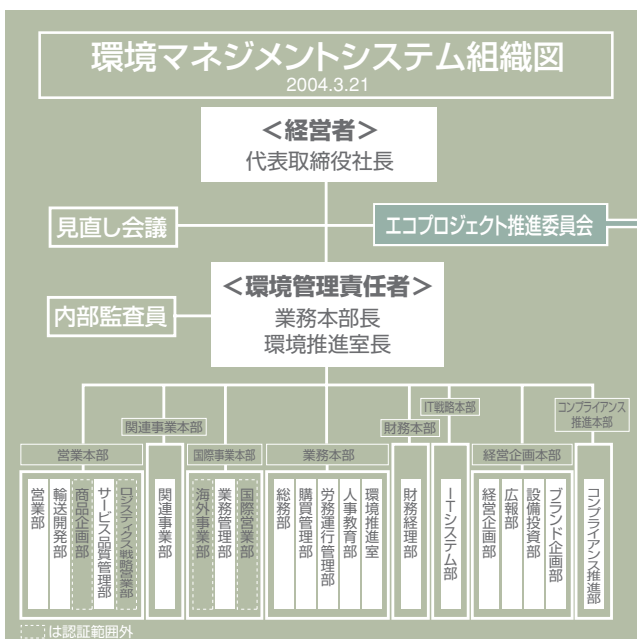 環境マネジメントシステム組織図
2004.3.21
＜経営者＞
代表取締役社長
見直し会議
エコプロジェクト推進委員会
＜環境管理責任者＞
業務本部長
環境推進室長
内部監査員
営業本部
関連事業本部
国際事業本部
業務本部
財務本部
IT戦略本部
経営企画本部
コンプライアンス
推進本部
営業部
輸送開発部
商品企画部
サービス品質管理部
ロジスティクス戦略営業部
関連事業部
海外事業部
業務管理部
国際営業部
総務部
購買管理部
労務運行管理部
人事教育部
環境推進室
財務経理部
ITシステム部
経営企画部
広報部
設備投資部
ブランド企画部
コンプライアンス推進部
は認証範囲外